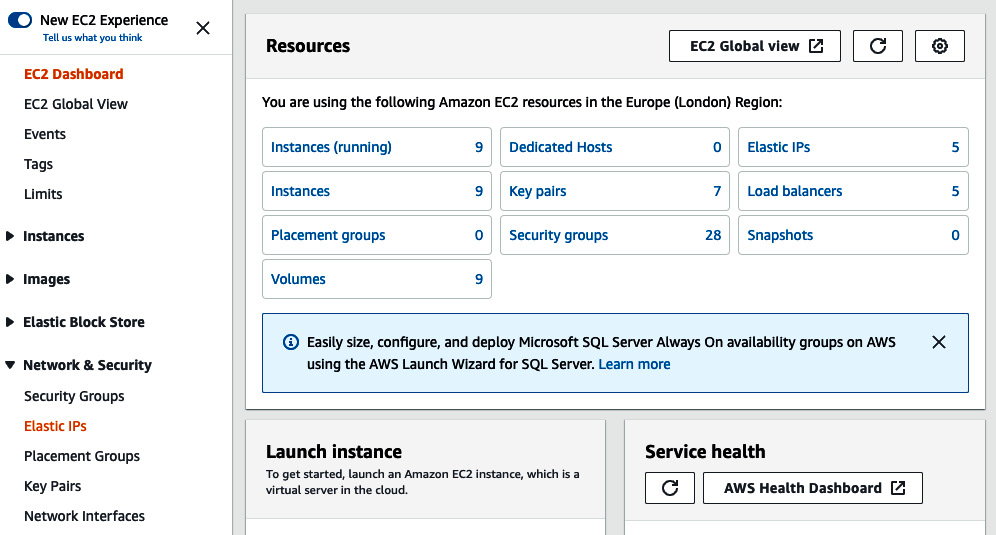 New EC2 Experience
Tell us what you think
EC2 Dashboard
EC2 Global View
Events
Tags
Limits
Instances
Images
Elastic Block Store
Network & Security
Security Groups
Elastic IPs
Placement Groups
Key Pairs
Network Interfaces
Resources
EC2 Global view
You are using the following Amazon EC2 resources in the Europe (London) Region:
Instances (running) 9
Dedicated Hosts 0
Elastic IPs 5
Instances 9
Key pairs 7
Load balancers 5
Placement groups 0
Security groups 28
Snapshots 0
Volumes 9
Easily size, configure, and deploy Microsoft SQL Server Always On availability groups on AWS
using the AWS Launch Wizard for SQL Server. Learn more
Launch instance
To get started, launch an Amazon EC2 instance, which is a
virtual server in the cloud.
Service health
AWS Health Dashboard